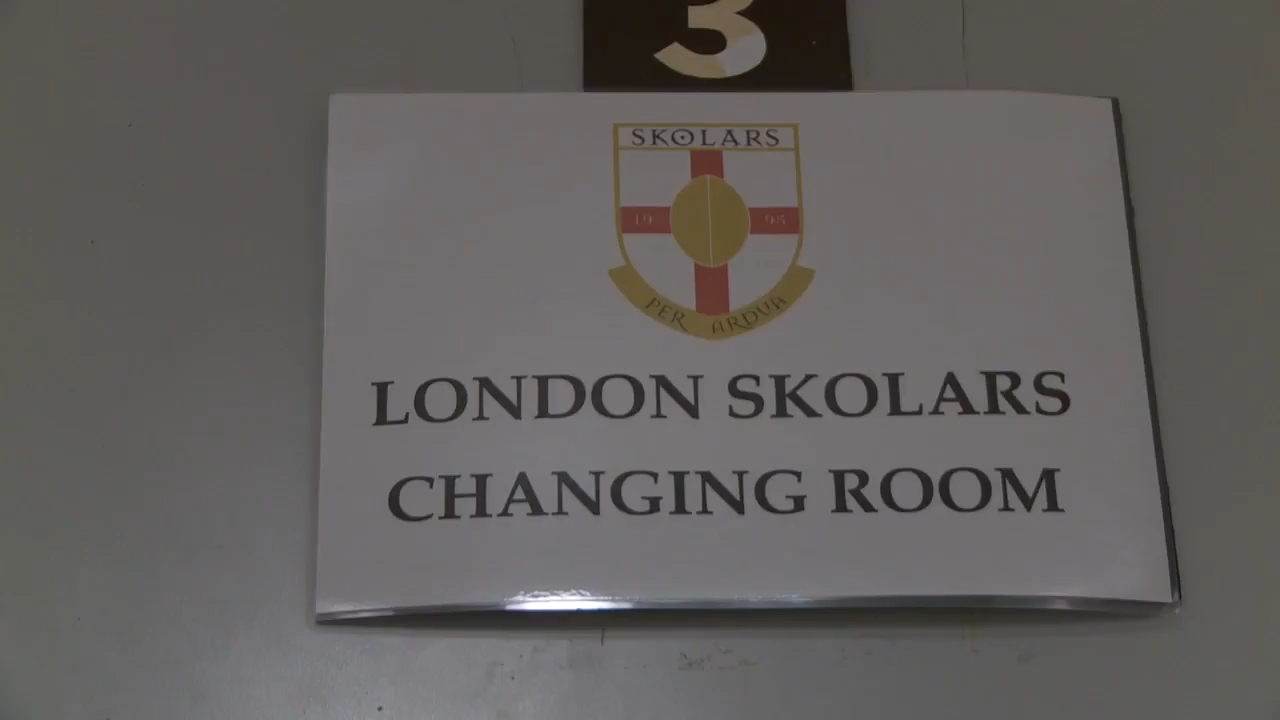 3
SKOLARS
19 95
PER ARDUA
LONDON SKOLARS
CHANGING ROOM